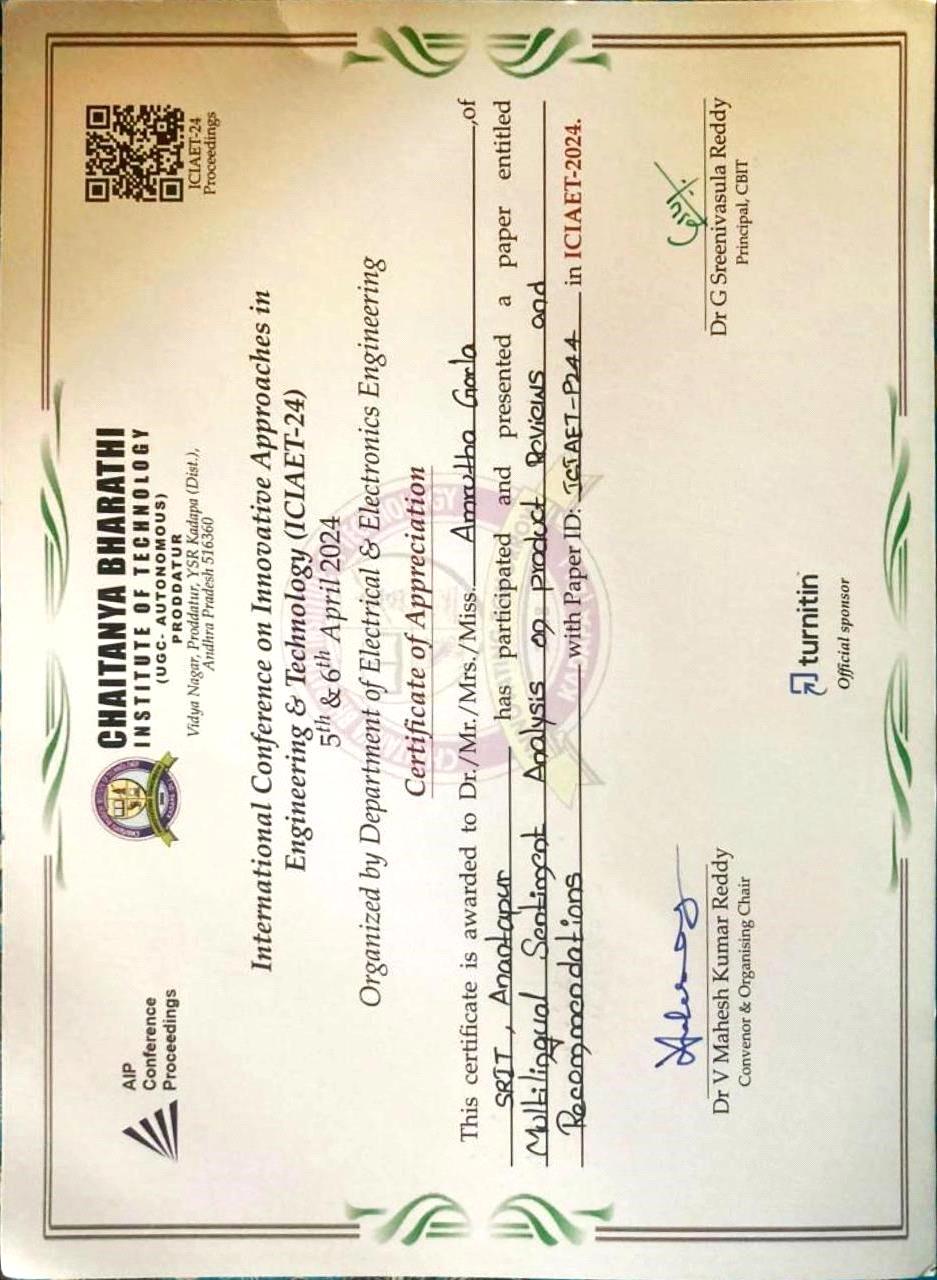 AIP
Conference
Proceedings
CHAITANYA BHARATHI
INSTITUTE OF TECHNOLOGY
(UGC- AUTONOMOUS)
PRODDATUR
Vidya Nagar, Proddatur, YSR Kadapa (Dist.),
Andhra Pradesh 516360
ICIAET-24
Proceedings
International Conference on Innovative Approaches in
Engineering & Technology (ICIAET-24)
5th & 6th April 2024
Organized by Department of Electrical & Electronics Engineering
Certificate of Appreciation
This certificate is awarded to Dr./Mr./Mrs./Miss. Amrutha Gorla ,of
SRIT, Anantapur has participated and presented a paper entitled
Multilingual Sentiment Analysis on product Reviews and
Recommendations with Paper ID: ICIAET-P244 in ICIAET-2024.
Dr V Mahesh Kumar Reddy
Convenor & Organising Chair
Dr G Sreenivasula Reddy
Principal, CBIT
turnitin
Official sponsor